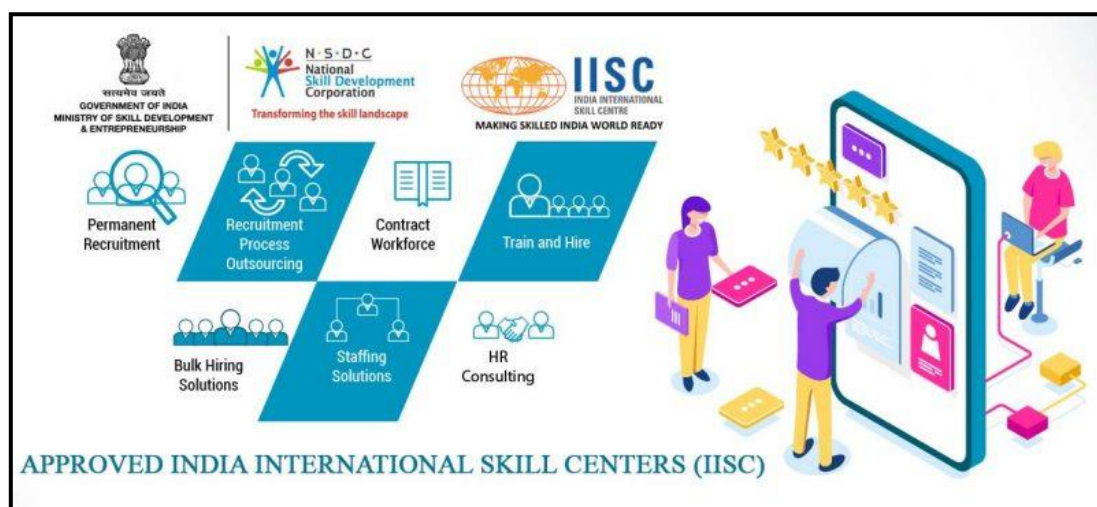 सत्यमेव जयते
GOVERNMENT OF INDIA
MINISTRY OF SKILL DEVELOPMENT
& ENTREPRENEURSHIP
N·S·D·C
National
Skill Development
Corporation
Transforming the skill landscape
IISC
INDIA INTERNATIONAL
SKILL CENTRE
MAKING SKILLED INDIA WORLD READY
Permanent
Recruitment
Recruitment
Process
Outsourcing
Contract
Workforce
Train and Hire
Bulk Hiring
Solutions
Staffing
Solutions
HR
Consulting
APPROVED INDIA INTERNATIONAL SKILL CENTERS (IISC)